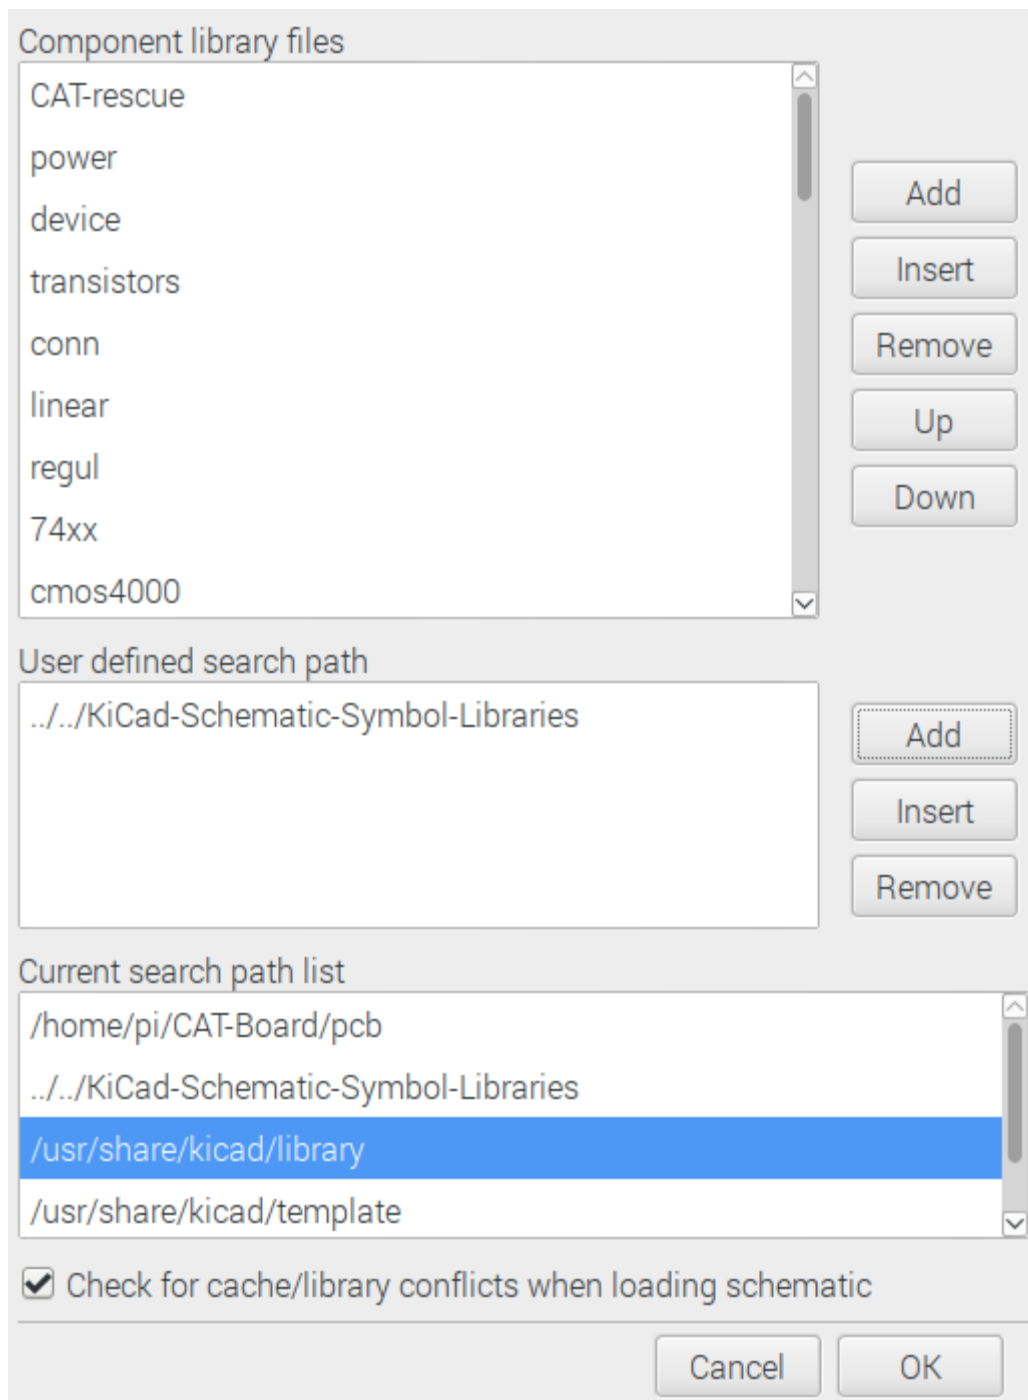 Component library files
CAT-rescue
power
device
transistors
conn
linear
regul
74xx
cmos4000
Add
Insert
Remove
Up
Down
User defined search path
../../KiCad-Schematic-Symbol-Libraries
Add
Insert
Remove
Current search path list
/home/pi/CAT-Board/pcb
../../KiCad-Schematic-Symbol-Libraries
/usr/share/kicad/library
/usr/share/kicad/template
Check for cache/library conflicts when loading schematic
Cancel
OK